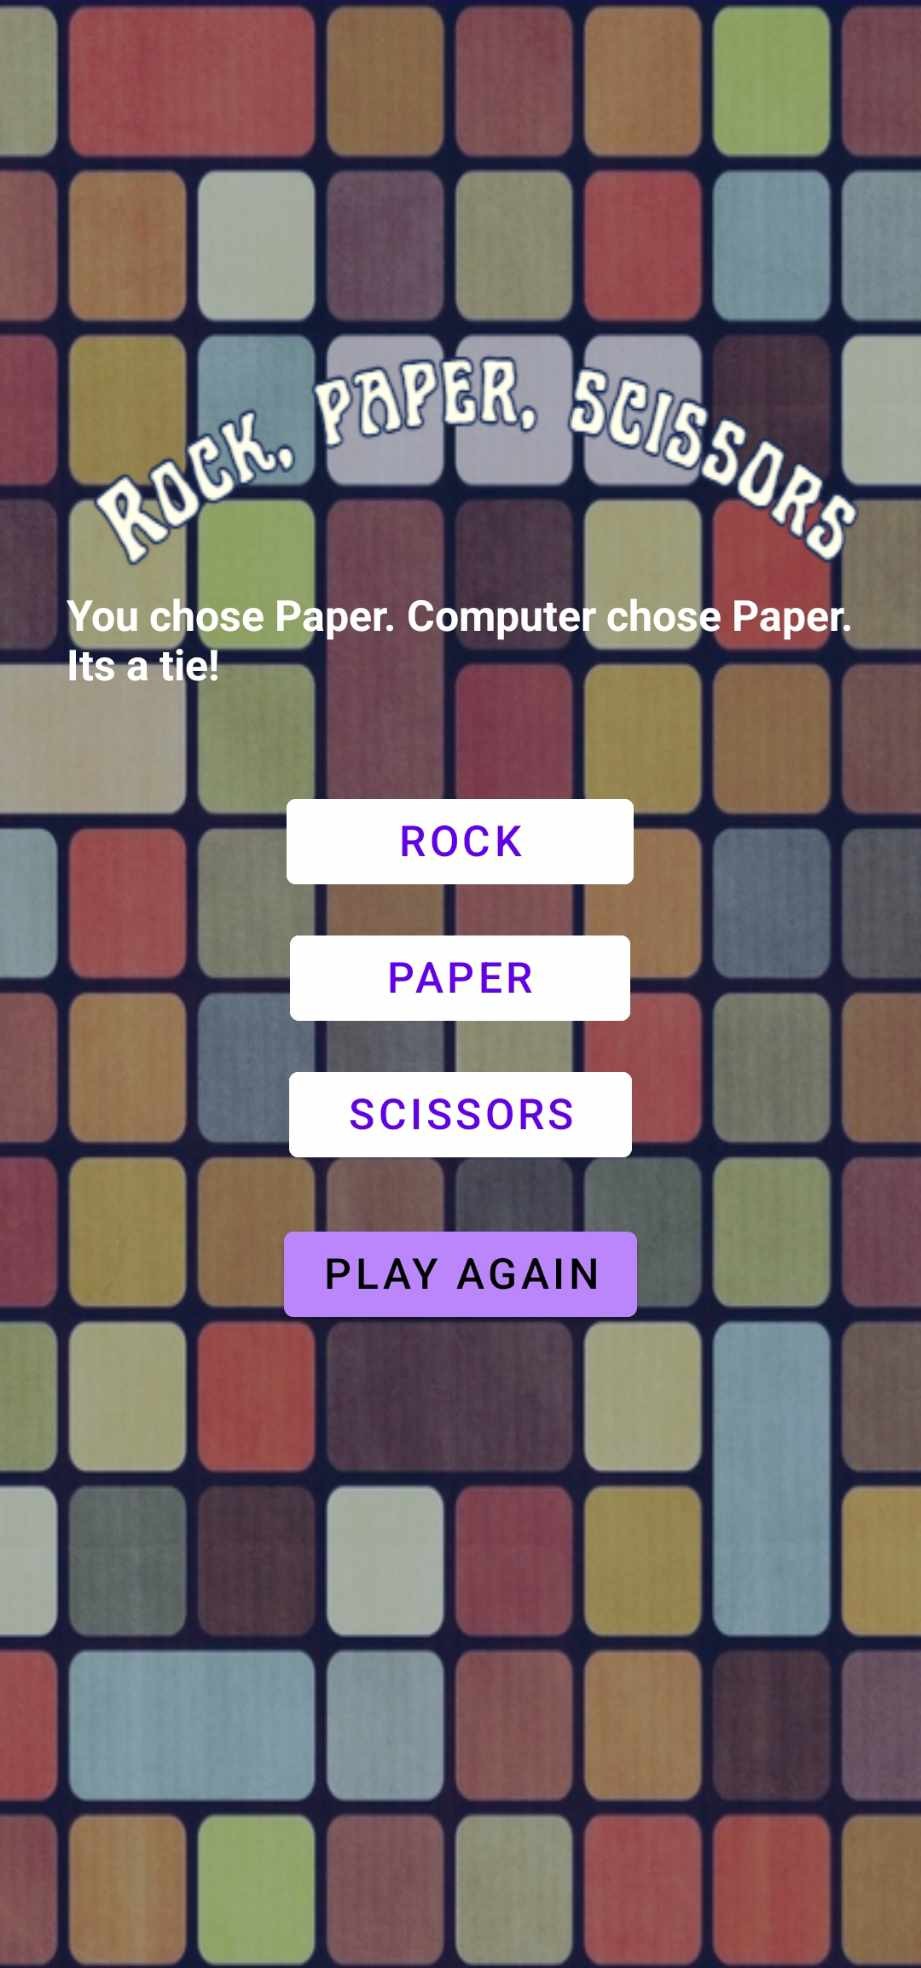 Rock, PAPER, SCISSORS
You chose Paper. Computer chose Paper.
Its a tie!
ROCK
PAPER
SCISSORS
PLAY AGAIN